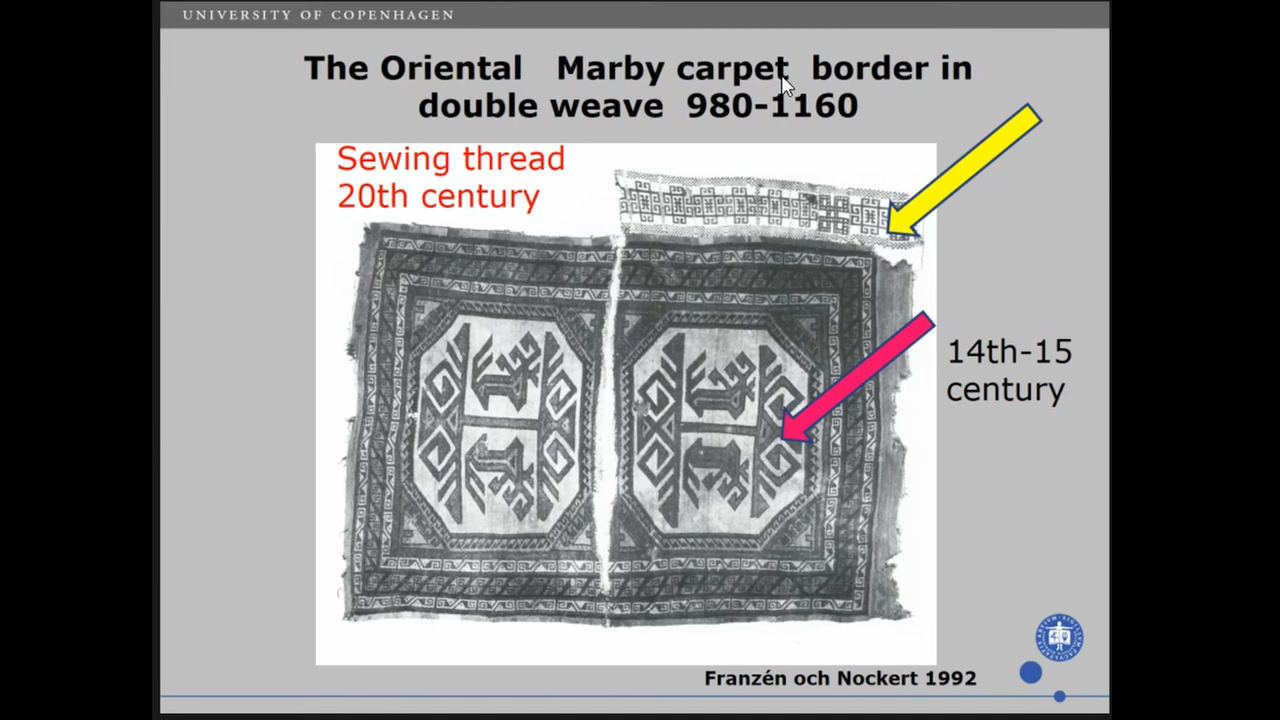 UNIVERSITY OF COPENHAGEN
The Oriental Marby carpet border in
double weave 980-1160
Sewing thread
20th century
14th-15
century
Franzén och Nockert 1992